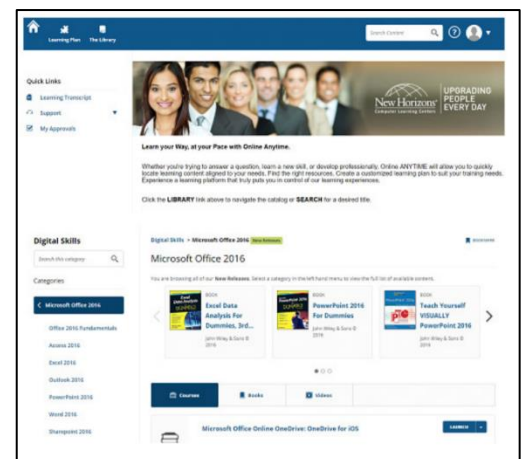 Learning Plan The Library
Search Content
Quick Links
Learning Transcript
Support
My Approvals
New Horizons®
Computer Learning Centers
UPGRADING
PEOPLE
EVERY DAY
Learn your Way, at your Pace with Online Anytime.
Whether you're trying to answer a question, learn a new skill, or develop professionally, Online ANYTIME will allow you to quickly
locate learning content aligned to your needs. Find the right resources. Create a customized learning plan to suit your training needs.
Experience a learning platform that truly puts you in control of our learning experiences.
Click the LIBRARY link above to navigate the catalog or SEARCH for a desired title.
Digital Skills
Search this category
Categories
Microsoft Office 2016
Office 2016 Fundamentals
Access 2016
Excel 2016
Outlook 2016
PowerPoint 2016
Word 2016
Sharepoint 2016
Digital Skills • Microsoft Office 2016 New Releases
BOOKMARK
Microsoft Office 2016
You are browsing all of our New Releases. Select a category in the left hand menu to view the full list of available content.
BOOK
Excel Data
Analysis For
Dummies, 3rd...
John Wiley & Sons ©
2016
BOOK
PowerPoint 2016
For Dummies
John Wiley & Sons ©
2016
BOOK
Teach Yourself
VISUALLY
PowerPoint 2016
John Wiley & Sons ©
2016
Courses Books Videos
Microsoft Office Online OneDrive: OneDrive for iOS
LAUNCH